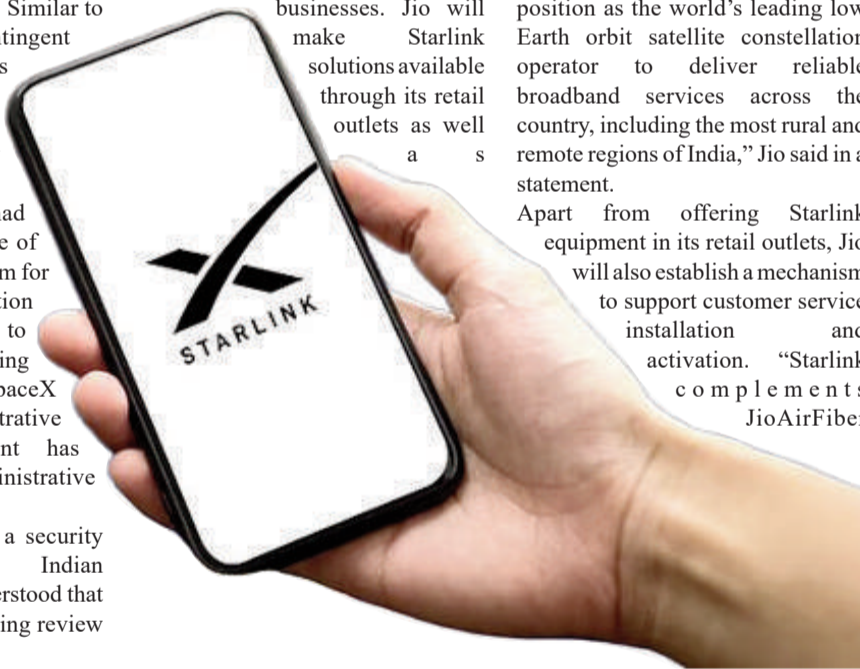 Similar to
tingent
s
had
e of
m for
tion
to
ing
paceX
trative
nt has
inistrative
a security
Indian
erstood that
ing review
STARLINK
businesses. Jio will
make Starlink
solutions available
through its retail
outlets as well
a s
position as the world’s leading low
Earth orbit satellite constellation
operator to deliver reliable
broadband services across the
country, including the most rural and
remote regions of India,” Jio said in a
statement.
Apart from offering Starlink
equipment in its retail outlets, Jio
will also establish a mechanism
to support customer service
installation and
activation. “Starlink
c o m p l e m e n t s
JioAirFiber